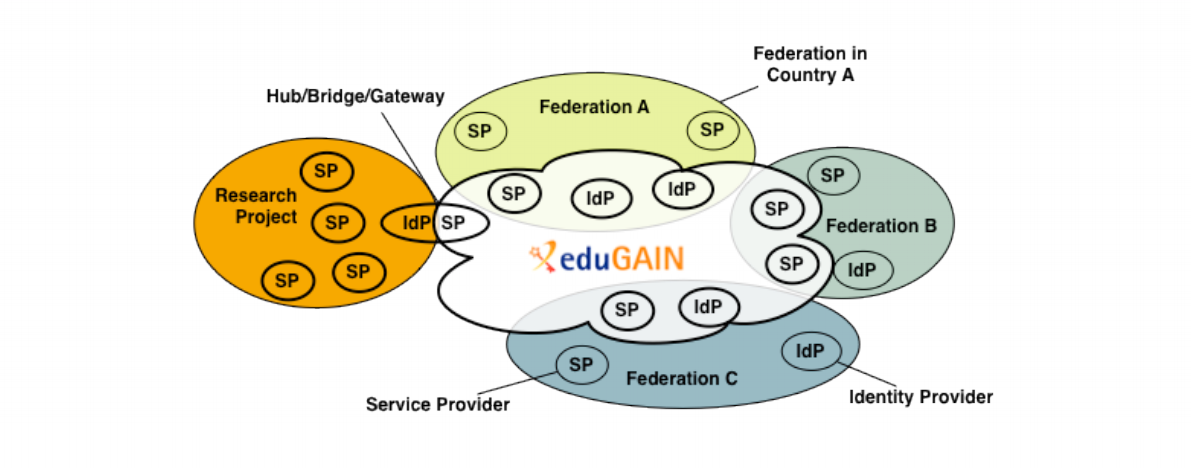 Federation in
Country A
Hub/Bridge/Gateway
Federation A
SP
SP
SP
IdP
IdP
Research
Project
SP
SP
SP
SP
IdP SP
SP
SP
SP
IdP
Federation B
eduGAIN
SP
IdP
SP
IdP
Federation C
Service Provider
Identity Provider